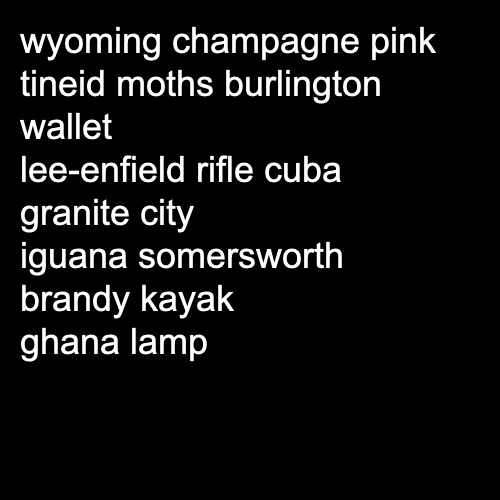 wyoming champagne pink
tineid moths burlington
wallet
lee-enfield rifle cuba
granite city
iguana somersworth
brandy kayak
ghana lamp